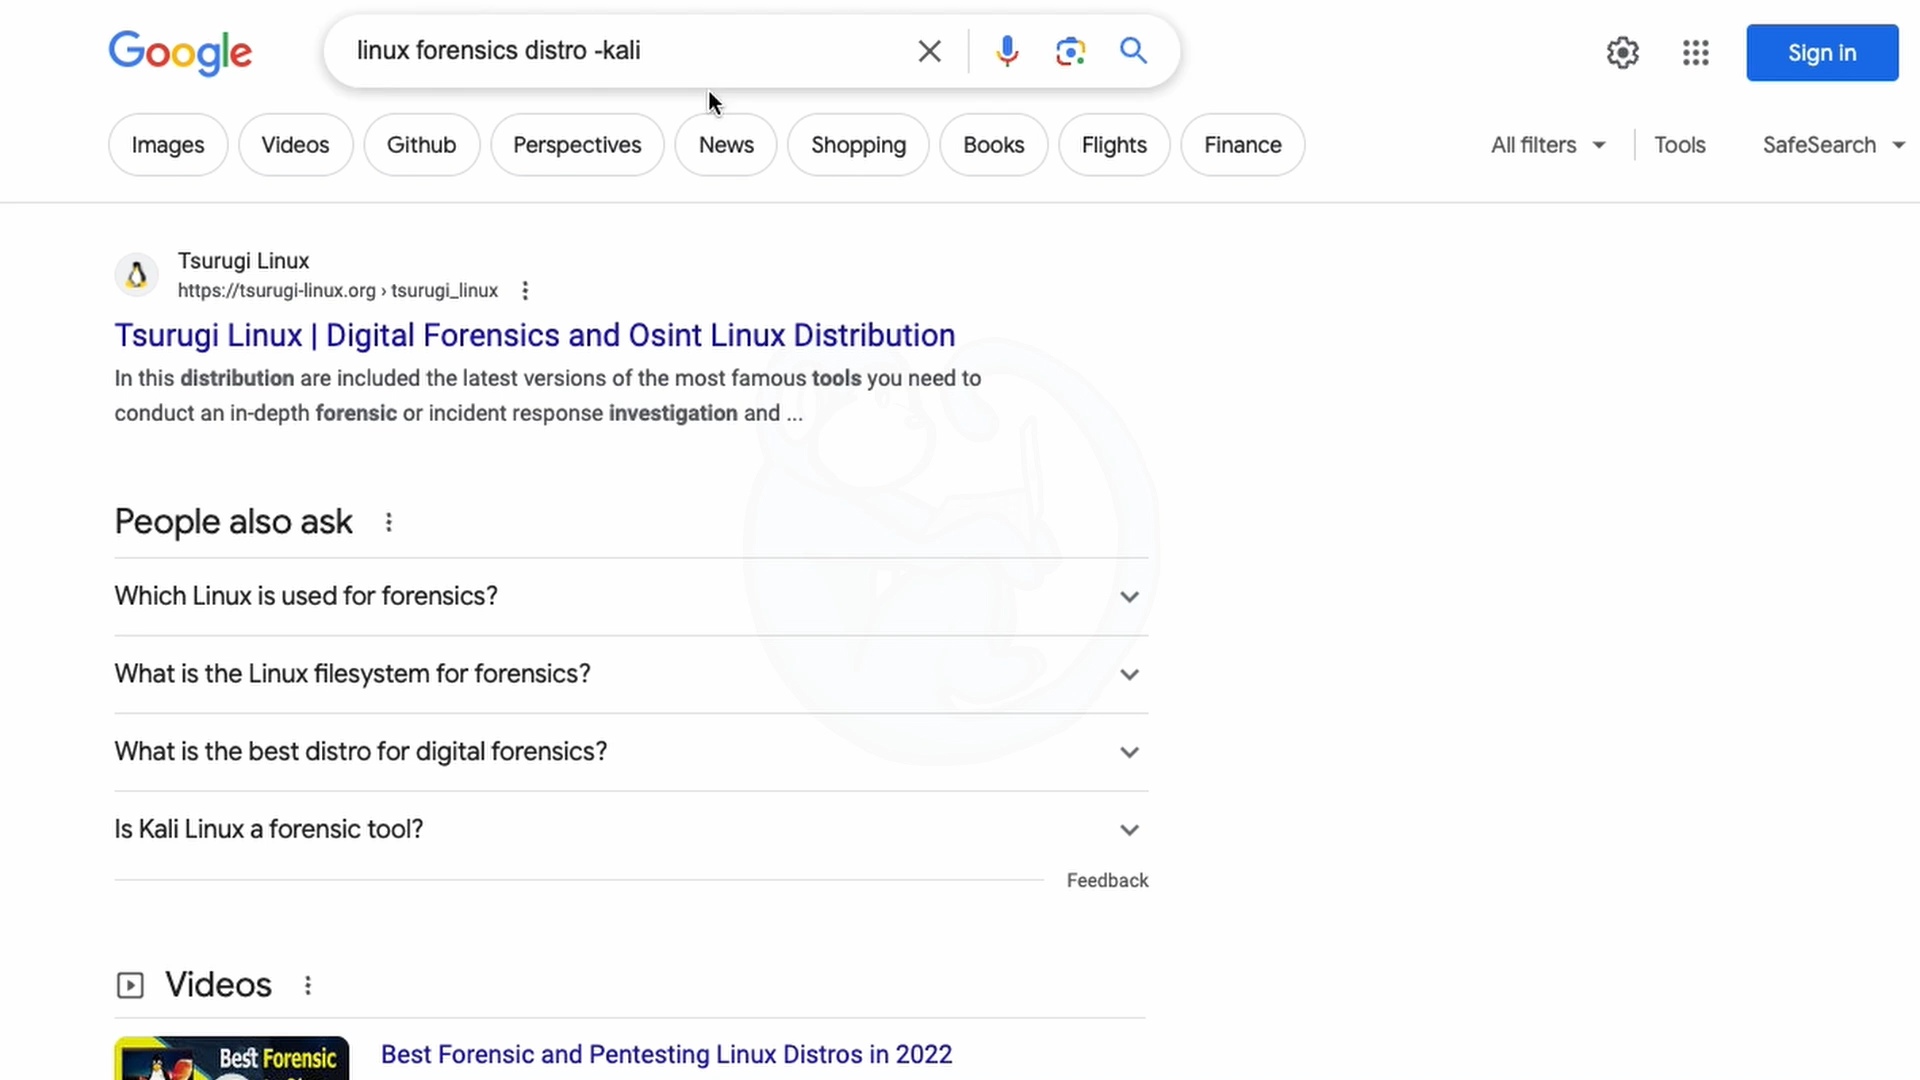 Google
linux forensics distro -kali
Sign in
Images
Videos
Github
Perspectives
News
Shopping
Books
Flights
Finance
All filters
Tools
SafeSearch
Tsurugi Linux
https://tsurugi-linux.org › tsurugi_linux
Tsurugi Linux | Digital Forensics and Osint Linux Distribution
In this distribution are included the latest versions of the most famous tools you need to
conduct an in-depth forensic or incident response investigation and ...
People also ask
Which Linux is used for forensics?
What is the Linux filesystem for forensics?
What is the best distro for digital forensics?
Is Kali Linux a forensic tool?
Feedback
Videos
Best Forensic
Best Forensic and Pentesting Linux Distros in 2022